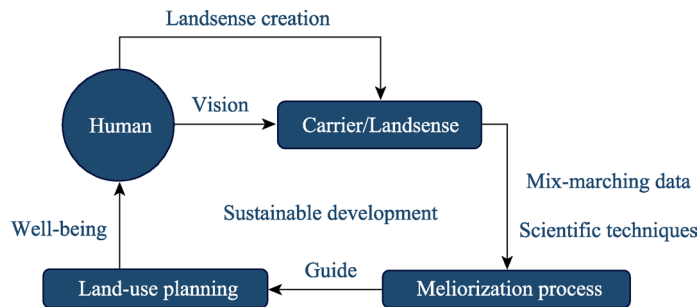 Landsense creation
Vision
Human
Carrier/Landsense
Mix-marching data
Scientific techniques
Sustainable development
Well-being
Guide
Land-use planning
Meliorization process